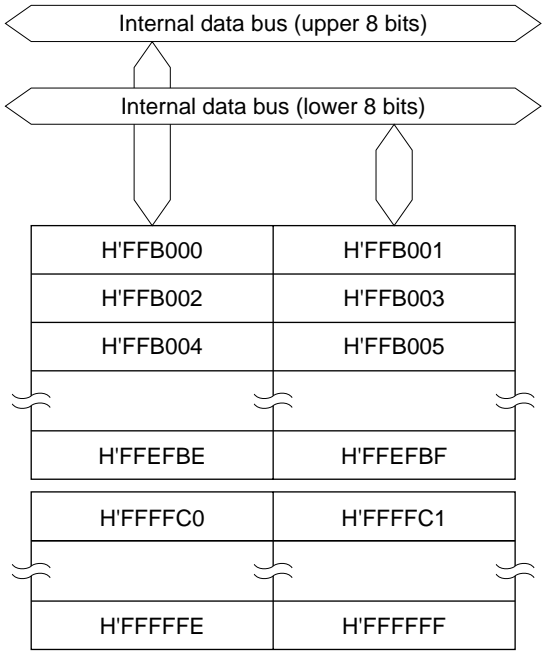 Internal data bus (upper 8 bits)
Internal data bus (lower 8 bits)
H'FFB000 H'FFB001
H'FFB002 H'FFB003
H'FFB004 H'FFB005
H'FFEFBE H'FFEFBF
H'FFFFC0 H'FFFFC1
H'FFFFFE H'FFFFFF